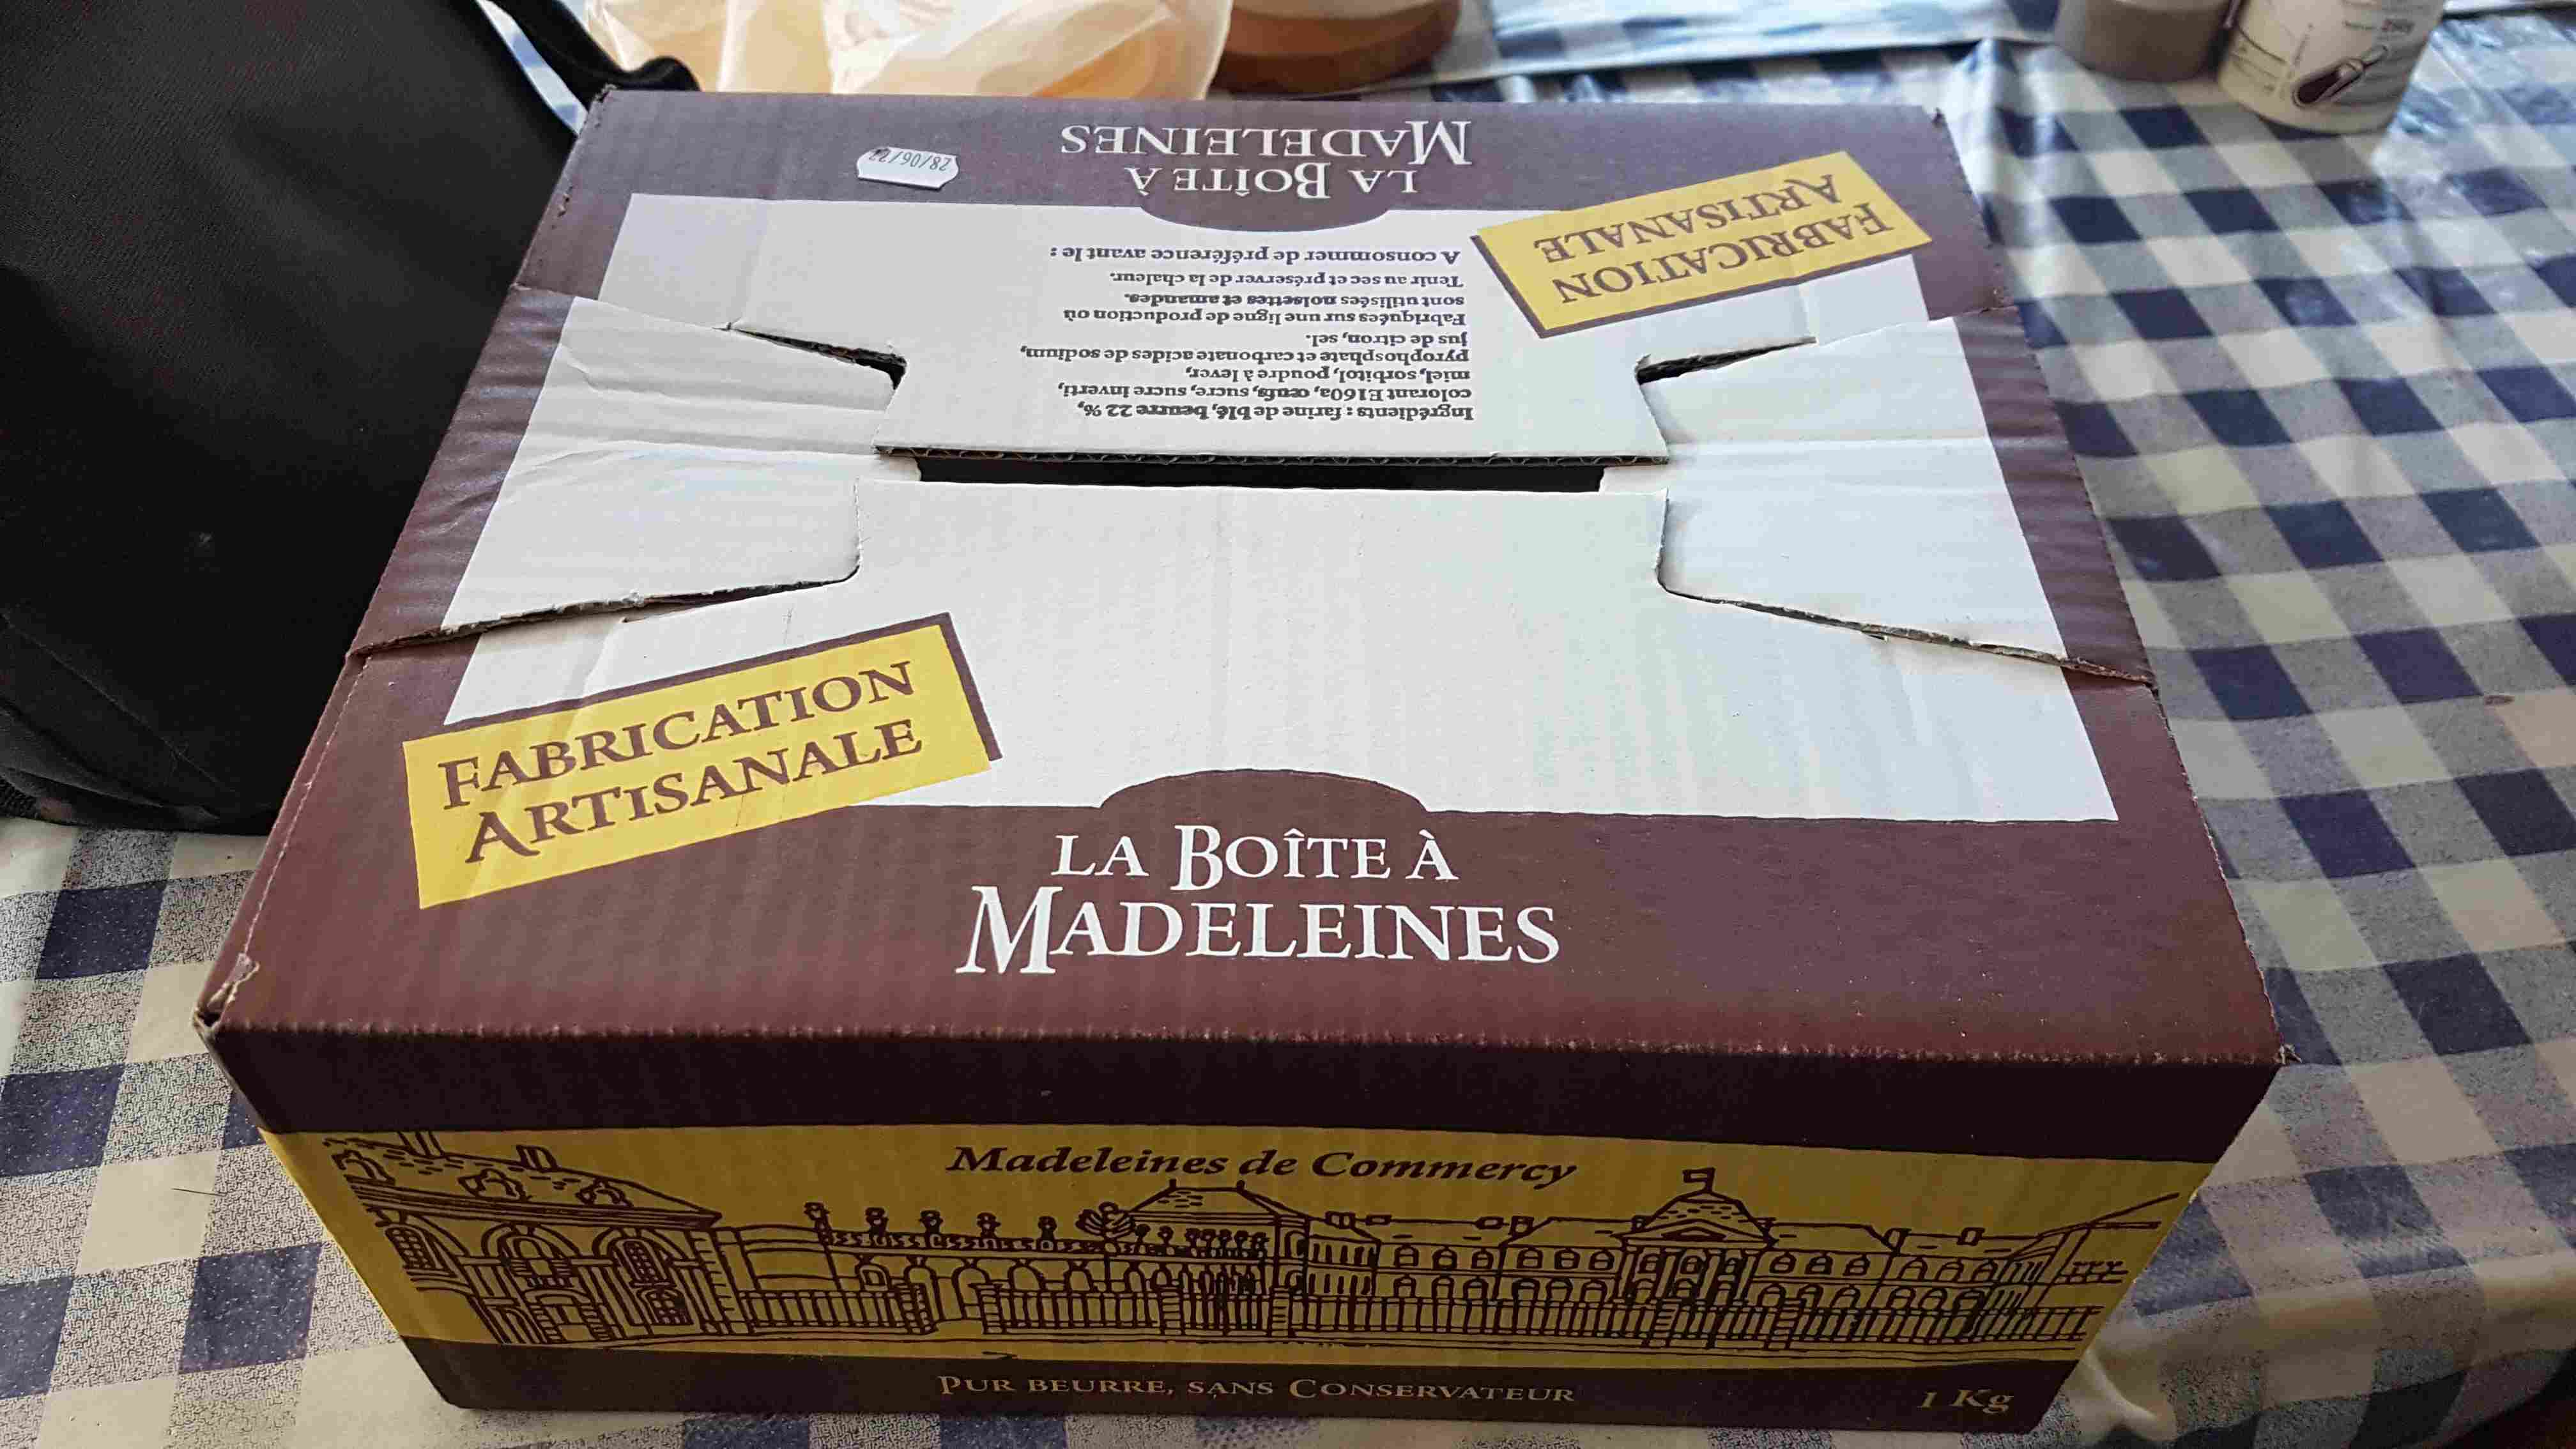 LA BOÎTE À
MADELEINES
28/06/22
FABRICATION
ARTISANALE
Ingrédients : farine de blé, beurre 22 %,
colorant E160a, œufs, sucre, sucre inverti,
miel, sorbitol, poudre à lever,
pyrophosphate et carbonate acides de sodium,
jus de citron, sel.
Fabriquées sur une ligne de production où
sont utilisées noisettes et amandes.
Tenir au sec et préserver de la chaleur.
A consommer de préférence avant le :
FABRICATION
ARTISANALE
LA BOÎTE À
MADELEINES
Madeleines de Commercy
PUR BEURRE, SANS CONSERVATEUR
1 Kg